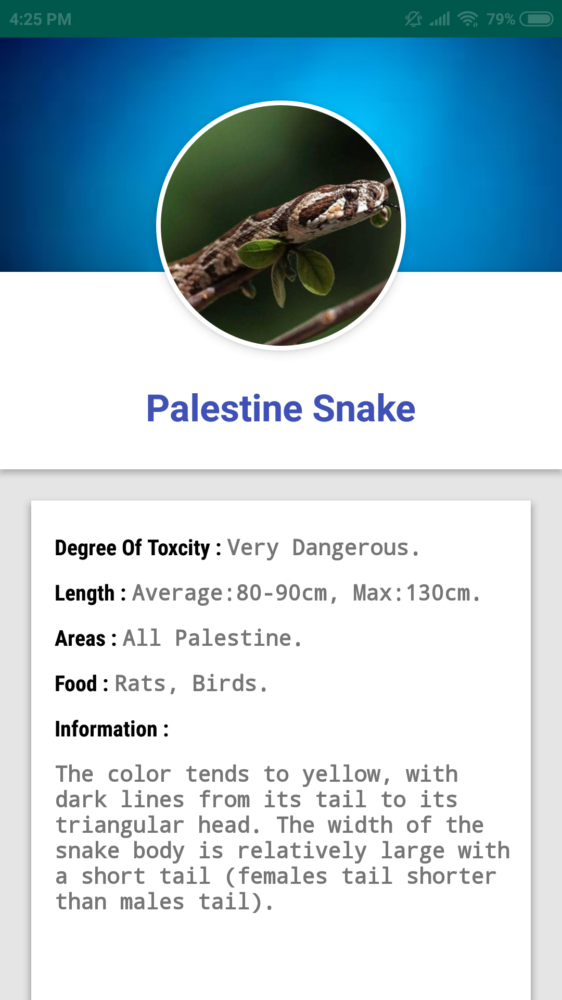 4:25 PM
79%
Palestine Snake
Degree Of Toxcity : Very Dangerous.
Length : Average:80-90cm, Max:130cm.
Areas : All Palestine.
Food : Rats, Birds.
Information :
The color tends to yellow, with
dark lines from its tail to its
triangular head. The width of the
snake body is relatively large with
a short tail (females tail shorter
than males tail).